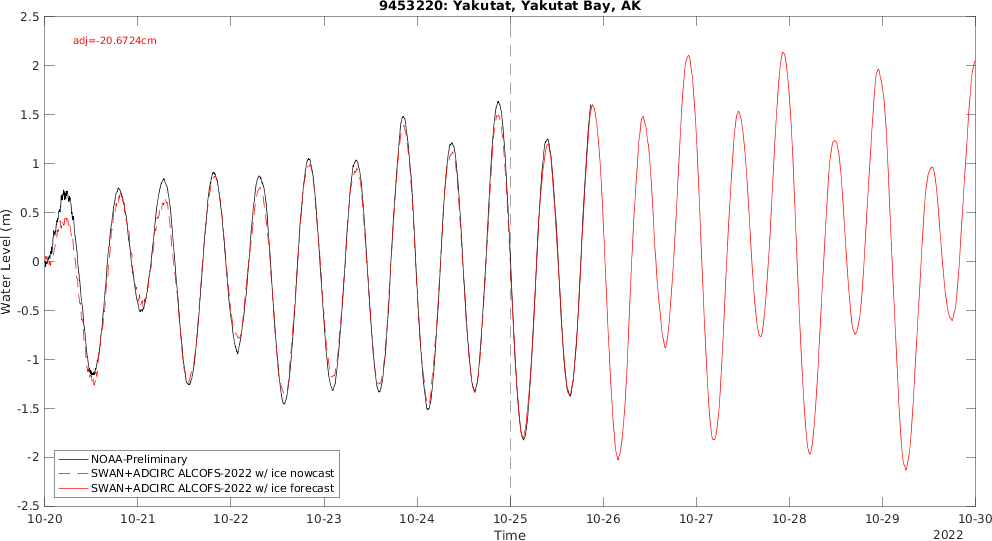 9453220: Yakutat, Yakutat Bay, AK
adj=-20.6724cm
2.5
2
1.5
1
0.5
0
-0.5
-1
-1.5
-2
-2.5
Water Level (m)
NOAA-Preliminary
SWAN+ADCIRC ALCOFS-2022 w/ ice nowcast
SWAN+ADCIRC ALCOFS-2022 w/ ice forecast
10-20 10-21 10-22 10-23 10-24 10-25 10-26 10-27 10-28 10-29 10-30
Time
2022